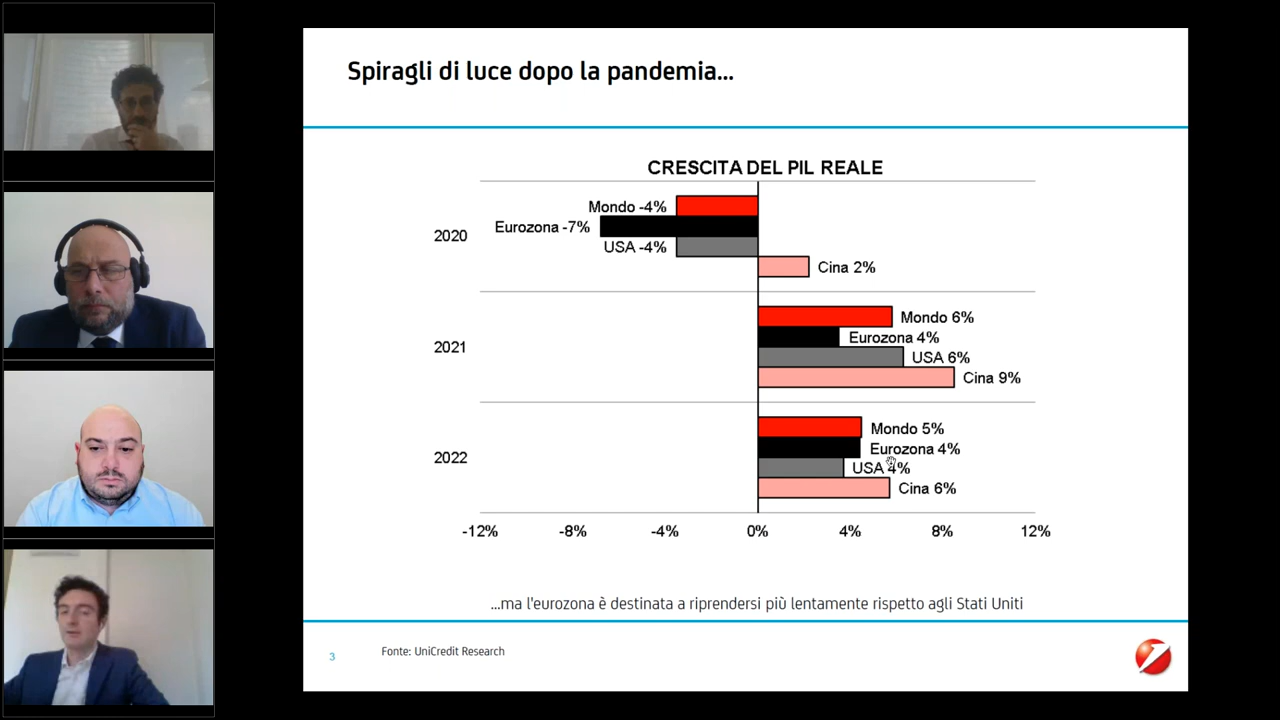 Spiragli di luce dopo la pandemia...
CRESCITA DEL PIL REALE
2020
Mondo -4%
Eurozona -7%
USA -4%
Cina 2%
2021
Mondo 6%
Eurozona 4%
USA 6%
Cina 9%
2022
Mondo 5%
Eurozona 4%
USA 4%
Cina 6%
-12% -8% -4% 0% 4% 8% 12%
...ma l'eurozona è destinata a riprendersi più lentamente rispetto agli Stati Uniti
3
Fonte: UniCredit Research